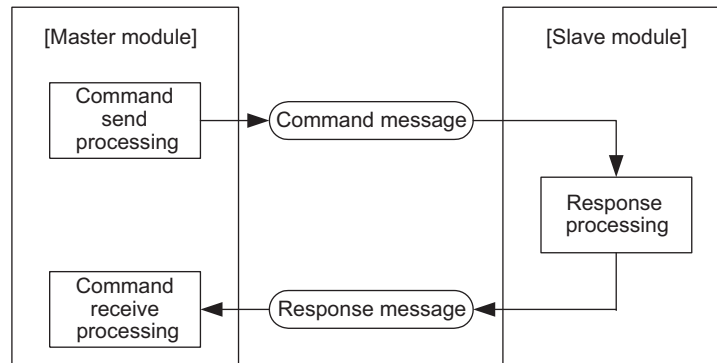 [Master module]
[Slave module]
Command
send
processing
Command message
Response
processing
Command
receive
processing
Response message